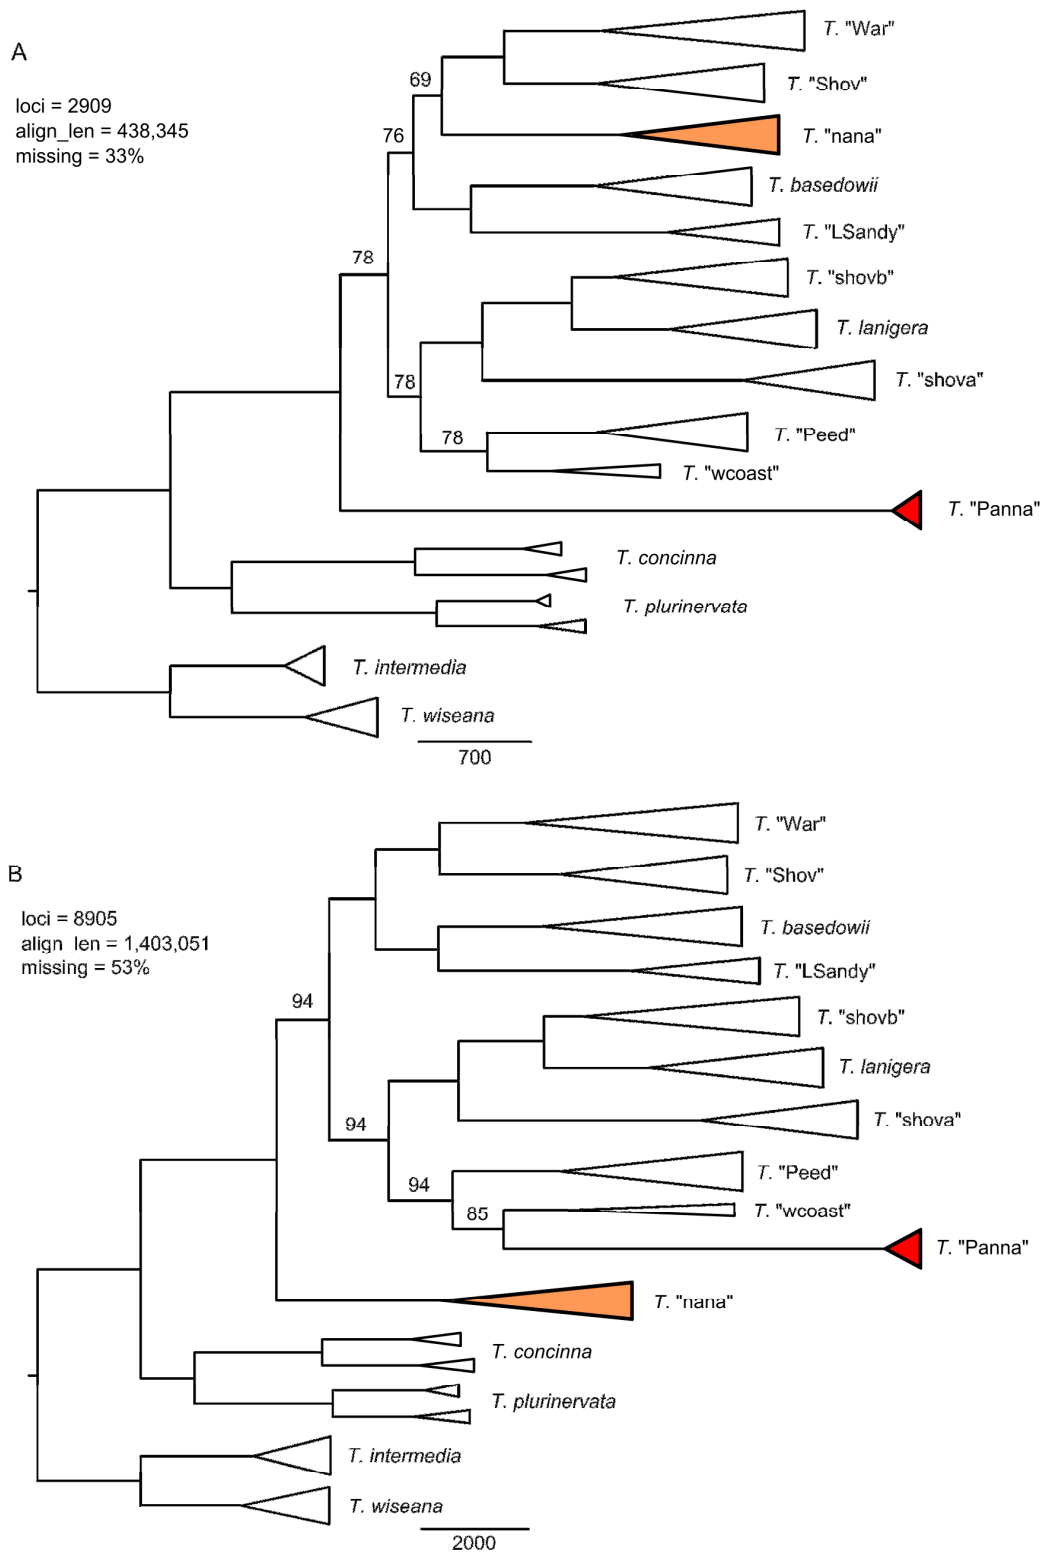 A
loci = 2909
align_len = 438,345
missing = 33%
T. "War"
69
T. "Shov"
76
T. "nana"
T. basedowii
T. "LSandy"
78
T. "shovb"
T. lanigera
78
T. "shova"
78
T. "Peed"
T. "wcoast"
T. "Panna"
T. concinna
T. plurinervata
T. intermedia
T. wiseana
700
B
loci = 8905
align_len = 1,403,051
missing = 53%
T. "War"
T. "Shov"
T. basedowii
T. "LSandy"
94
T. "shovb"
T. lanigera
94
T. "shova"
94
T. "Peed"
85
T. "wcoast"
T. "Panna"
T. "nana"
T. concinna
T. plurinervata
T. intermedia
T. wiseana
2000